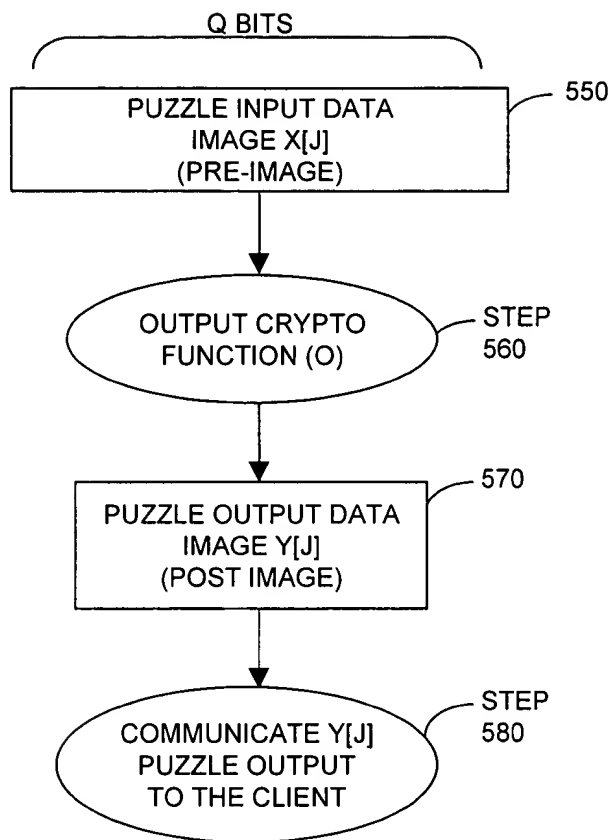 Q BITS
550
PUZZLE INPUT DATA
IMAGE X[J]
(PRE-IMAGE)
OUTPUT CRYPTO
FUNCTION (O)
STEP
560
570
PUZZLE OUTPUT DATA
IMAGE Y[J]
(POST IMAGE)
STEP
580
COMMUNICATE Y[J]
PUZZLE OUTPUT
TO THE CLIENT